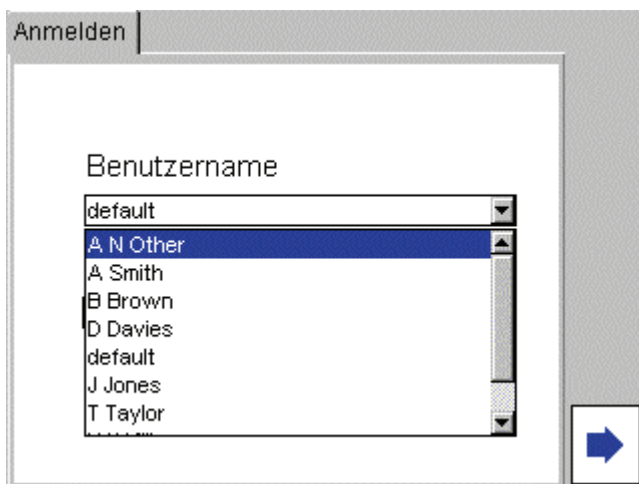 Anmelden
Benutzername
default
A N Other
A Smith
B Brown
D Davies
default
J Jones
T Taylor